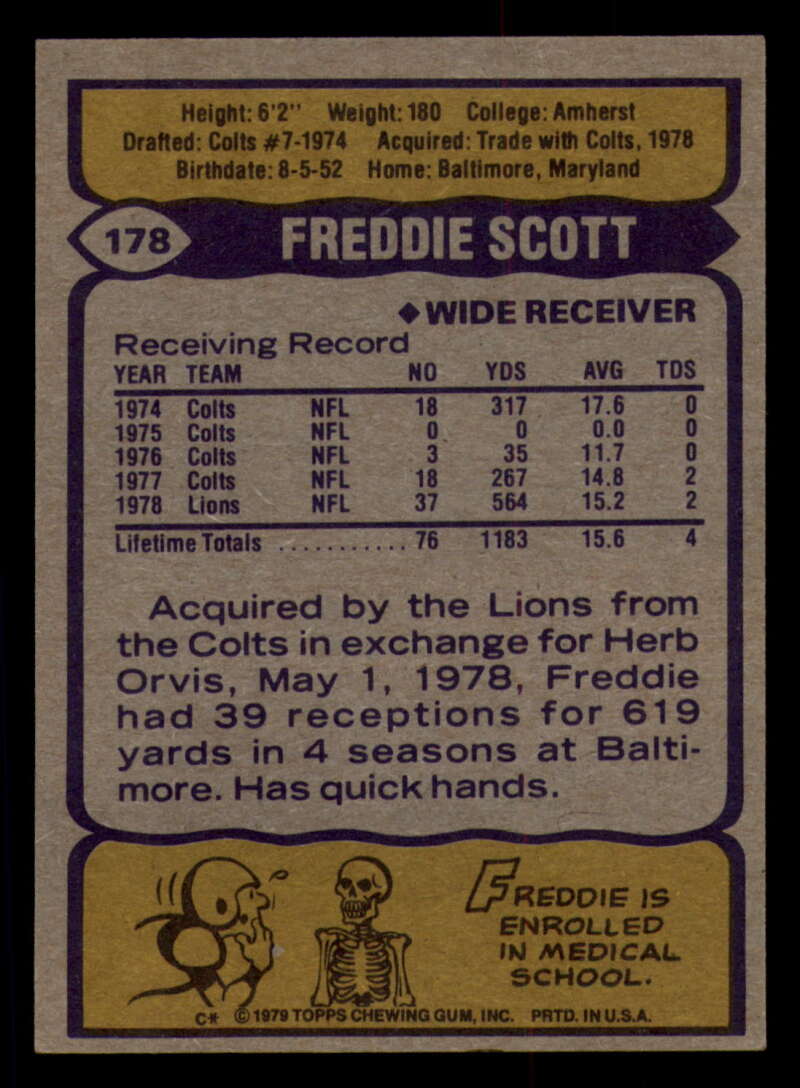 Height: 6'2" Weight: 180 College: Amherst
Drafted: Colts #7-1974 Acquired: Trade with Colts, 1978
Birthdate: 8-5-52 Home: Baltimore, Maryland
178 FREDDIE SCOTT
◆ WIDE RECEIVER
Receiving Record
YEAR TEAM NO YDS AVG TDS
1974 Colts NFL 18 317 17.6 0
1975 Colts NFL 0 0 0.0 0
1976 Colts NFL 3 35 11.7 0
1977 Colts NFL 18 267 14.8 2
1978 Lions NFL 37 564 15.2 2
Lifetime Totals ........... 76 1183 15.6 4
Acquired by the Lions from
the Colts in exchange for Herb
Orvis, May 1, 1978, Freddie
had 39 receptions for 619
yards in 4 seasons at Balti-
more. Has quick hands.
FREDDIE IS
ENROLLED
IN MEDICAL
SCHOOL.
C* © 1979 TOPPS CHEWING GUM, INC. PRTD. IN U.S.A.